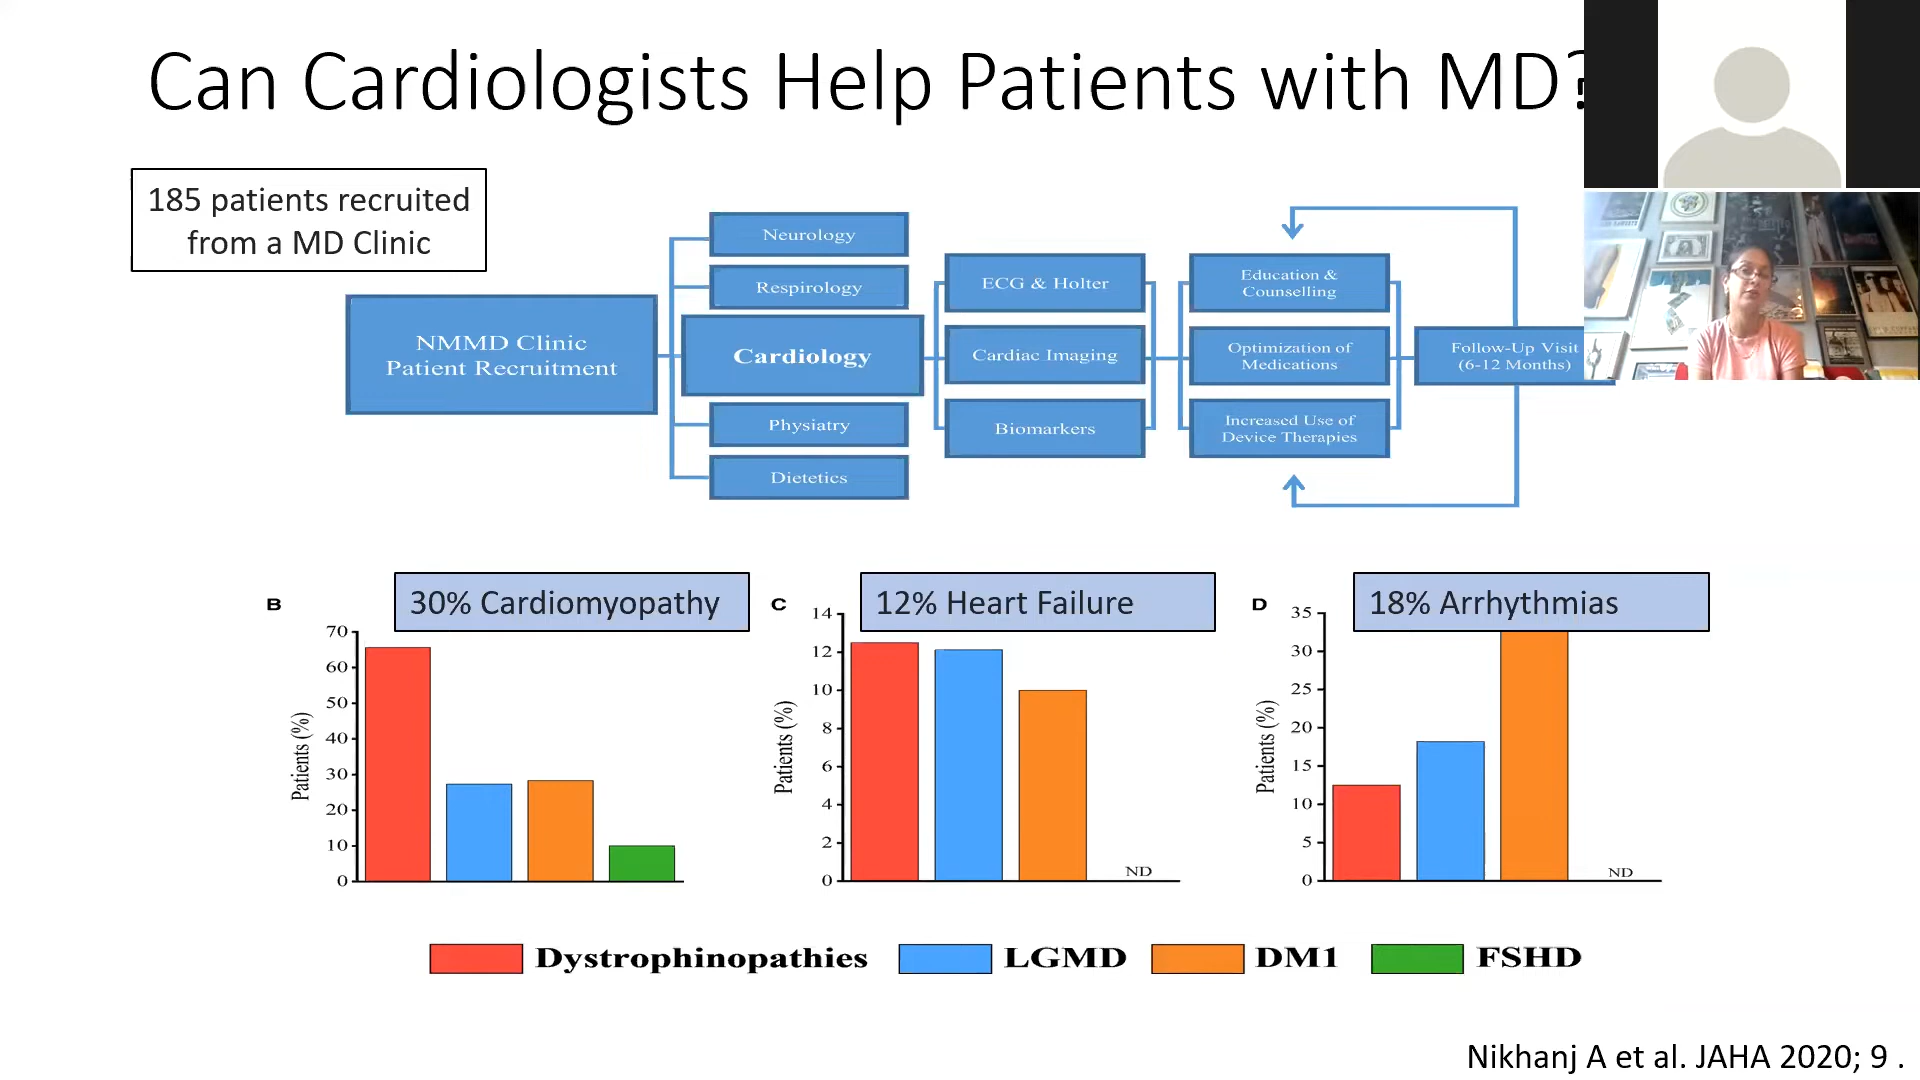 Can Cardiologists Help Patients with MD?
185 patients recruited
from a MD Clinic
NMMD Clinic
Patient Recruitment
Neurology
Respirology
Cardiology
Physiatry
Dietetics
ECG & Holter
Cardiac Imaging
Biomarkers
Education &
Counselling
Optimization of
Medications
Increased Use of
Device Therapies
Follow-Up Visit
(6-12 Months)
B
30% Cardiomyopathy
Patients (%)
70
60
50
40
30
20
10
0
C
12% Heart Failure
Patients (%)
14
12
10
8
6
4
2
0
ND
D
18% Arrhythmias
Patients (%)
35
30
25
20
15
10
5
0
ND
Dystrophinopathies
LGMD
DM1
FSHD
Nikhanj A et al. JAHA 2020; 9 .